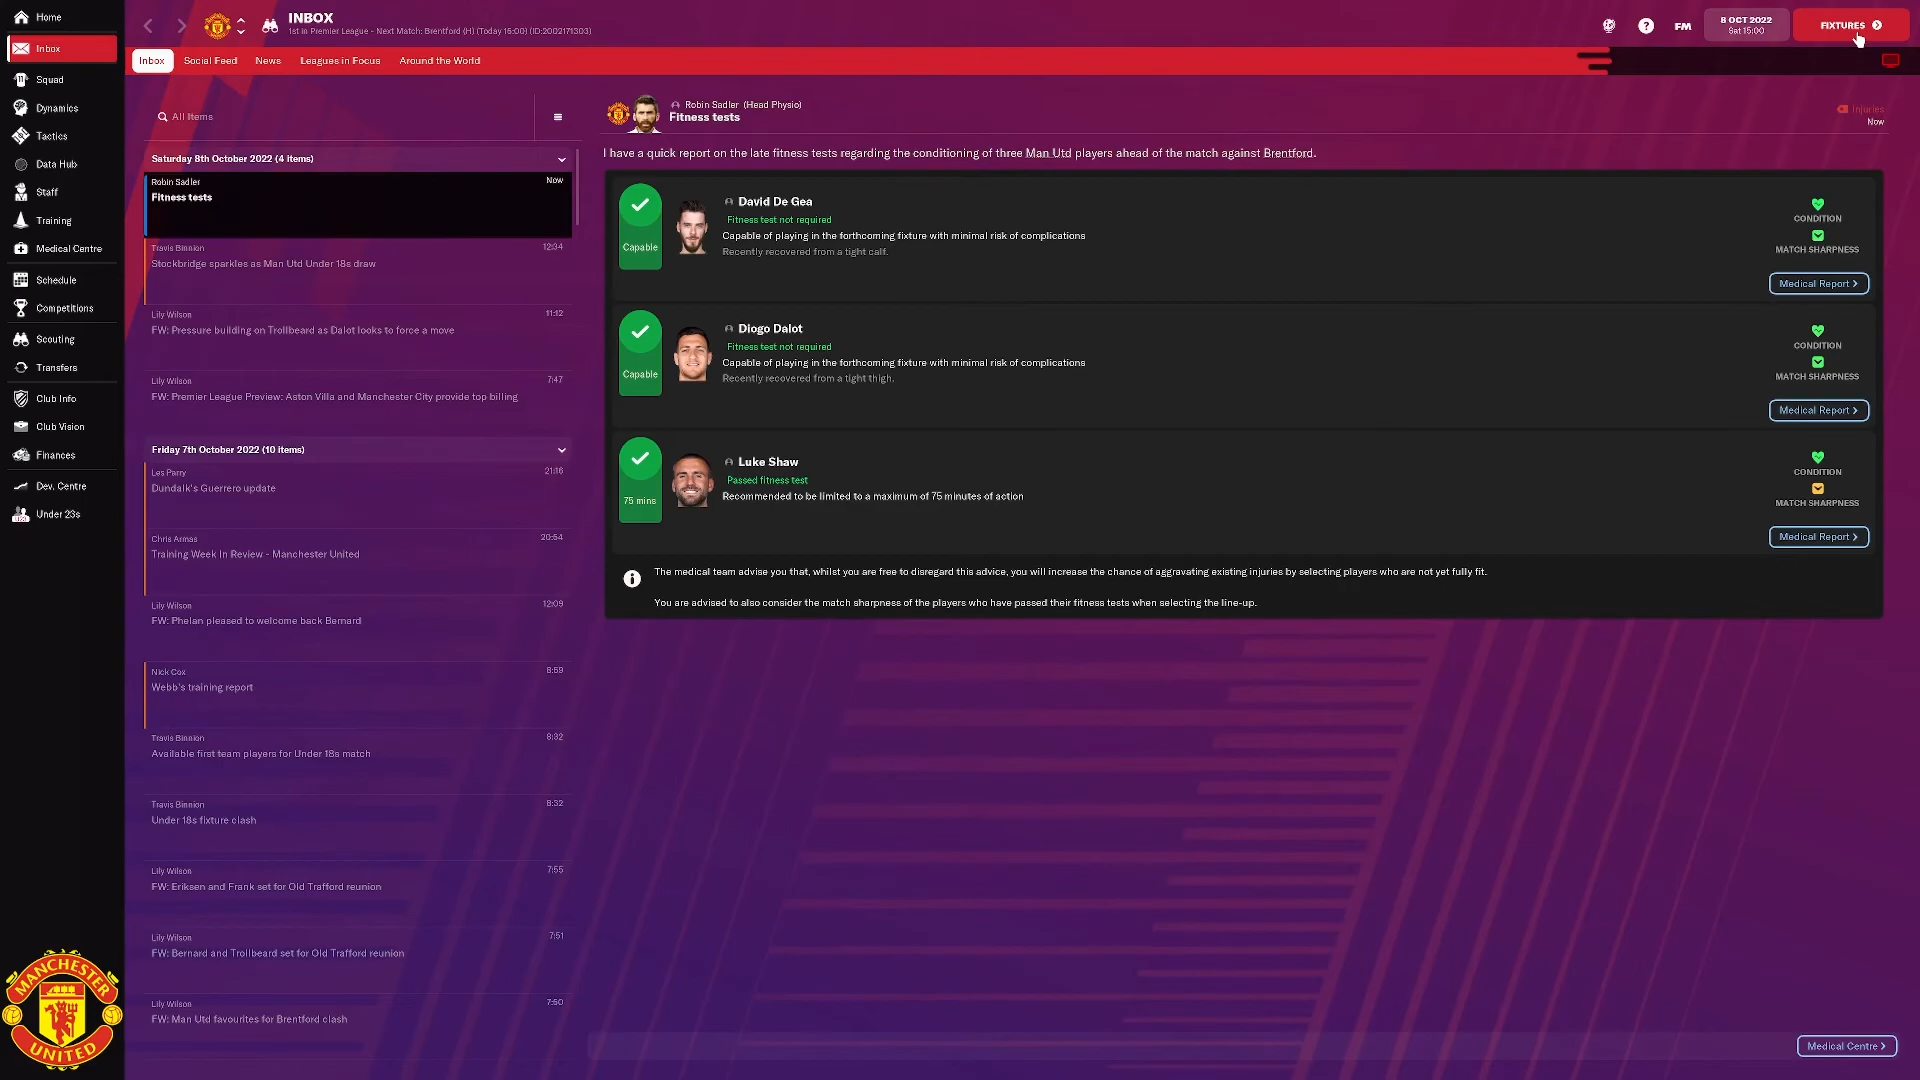 Home
Inbox
Squad
Dynamics
Tactics
Data Hub
Staff
Training
Medical Centre
Schedule
Competitions
Scouting
Transfers
Club Info
Club Vision
Finances
Dev. Centre
Under 23s
MANCHESTER
UNITED
INBOX
1st in Premier League - Next Match: Brentford (H) (Today 15:00) (ID:2002171303)
?
FM
8 OCT 2022
Sat 15:00
FIXTURES
Inbox
Social Feed
News
Leagues in Focus
Around the World
All Items
Saturday 8th October 2022 (4 items)
Robin Sadler
Now
Fitness tests
Travis Binnion
12:34
Stockbridge sparkles as Man Utd Under 18s draw
Lily Wilson
11:12
FW: Pressure building on Trollbeard as Dalot looks to force a move
Lily Wilson
7:47
FW: Premier League Preview: Aston Villa and Manchester City provide top billing
Friday 7th October 2022 (10 items)
Les Parry
21:16
Dundalk's Guerrero update
Chris Armas
20:54
Training Week In Review - Manchester United
Lily Wilson
12:09
FW: Phelan pleased to welcome back Bernard
Nick Cox
8:59
Webb's training report
Travis Binnion
8:32
Available first team players for Under 18s match
Travis Binnion
8:32
Under 18s fixture clash
Lily Wilson
7:55
FW: Eriksen and Frank set for Old Trafford reunion
Lily Wilson
7:51
FW: Bernard and Trollbeard set for Old Trafford reunion
Lily Wilson
7:50
FW: Man Utd favourites for Brentford clash
Robin Sadler (Head Physio)
Fitness tests
Injuries
Now
I have a quick report on the late fitness tests regarding the conditioning of three Man Utd players ahead of the match against Brentford.
Capable
David De Gea
Fitness test not required
Capable of playing in the forthcoming fixture with minimal risk of complications
Recently recovered from a tight calf.
CONDITION
MATCH SHARPNESS
Medical Report >
Capable
Diogo Dalot
Fitness test not required
Capable of playing in the forthcoming fixture with minimal risk of complications
Recently recovered from a tight thigh.
CONDITION
MATCH SHARPNESS
Medical Report >
75 mins
Luke Shaw
Passed fitness test
Recommended to be limited to a maximum of 75 minutes of action
CONDITION
MATCH SHARPNESS
Medical Report >
The medical team advise you that, whilst you are free to disregard this advice, you will increase the chance of aggravating existing injuries by selecting players who are not yet fully fit.
You are advised to also consider the match sharpness of the players who have passed their fitness tests when selecting the line-up.
Medical Centre >